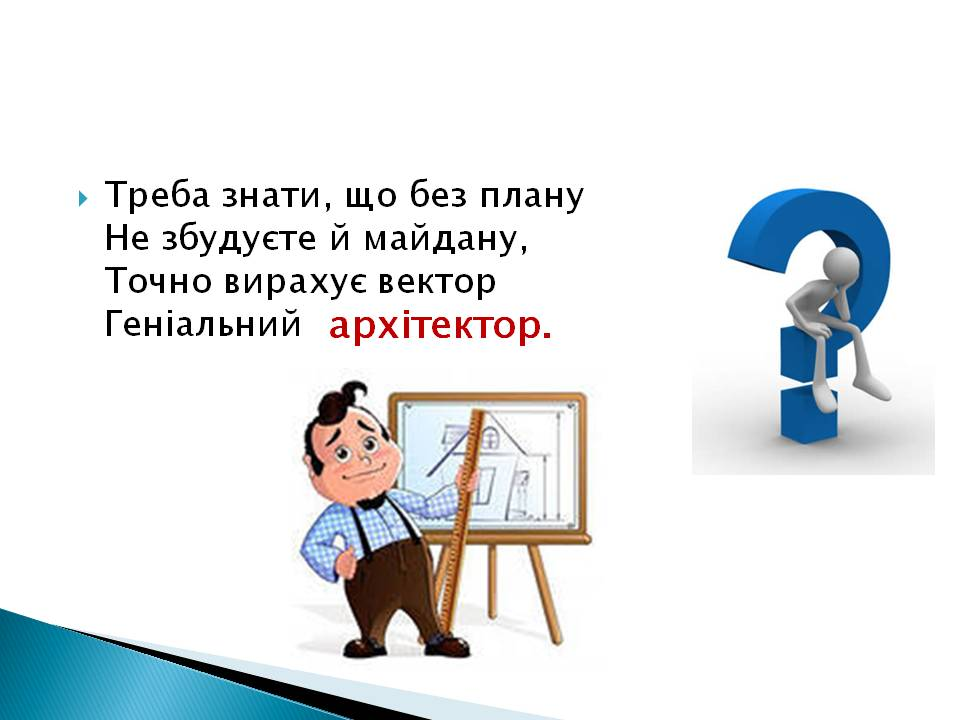 Треба знати, що без плану
Не збудуєте й майдану,
Точно вирахує вектор
Геніальний архітектор.